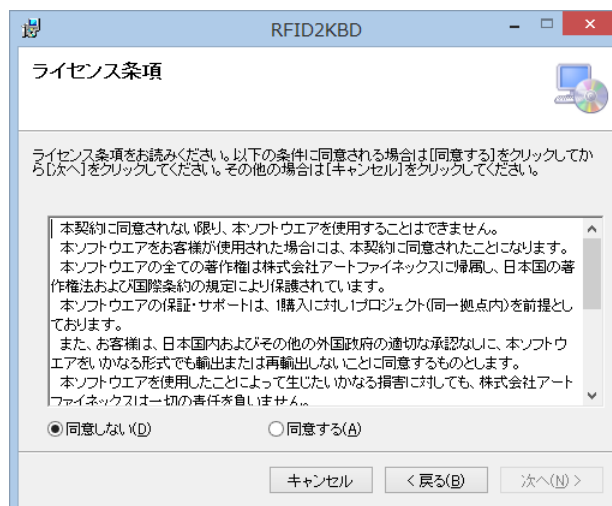 RFID2KBD
ライセンス条項
ライセンス条項をお読みください。以下の条件に同意される場合は[同意する]をクリックしてか
ら[次へ]をクリックしてください。その他の場合は[キャンセル]をクリックしてください。
本契約に同意されない限り、本ソフトウエアを使用することはできません。
本ソフトウエアをお客様が使用された場合には、本契約に同意されたことになります。
本ソフトウエアの全ての著作権は株式会社アートファイネックスに帰属し、日本国の著
作権法および国際条約の規定により保護されています。
本ソフトウエアの保証・サポートは、1購入に対し1プロジェクト(同一拠点内)を前提とし
ております。
また、お客様は、日本国内およびその他の外国政府の適切な承認なしに、本ソフトウ
エアをいかなる形式でも輸出または再輸出しないことに同意するものとします。
本ソフトウエアを使用したことによって生じたいかなる損害に対しても、株式会社アート
ファイネックスは一切の責任を負いません。
同意しない(D)
同意する(A)
キャンセル
< 戻る(B)
次へ(N) >